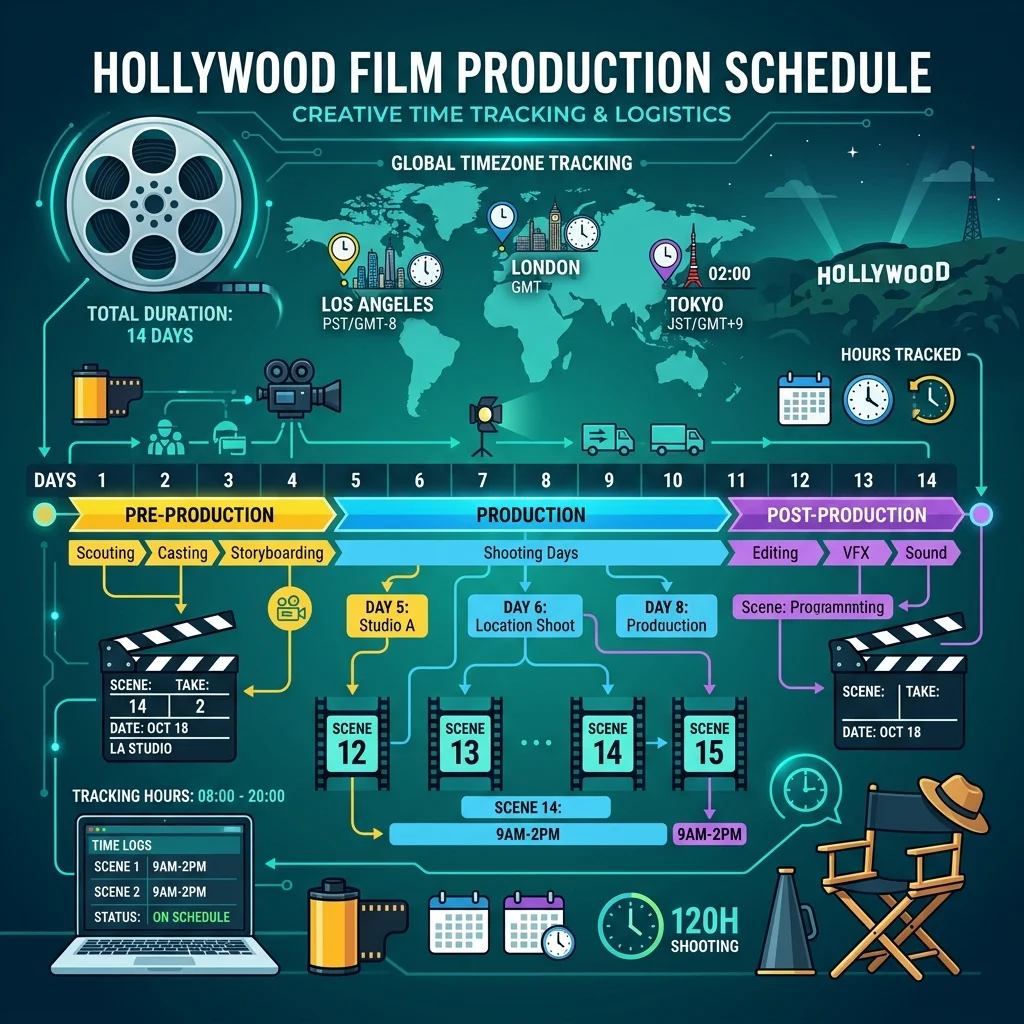 HOLLYWOOD FILM PRODUCTION SCHEDULE
CREATIVE TIME TRACKING & LOGISTICS
GLOBAL TIMEZONE TRACKING
LOS ANGELES
PST/GMT-8
LONDON
GMT
02:00
TOKYO
JST/GMT+9
HOLLYWOOD
TOTAL DURATION:
14 DAYS
HOURS TRACKED
DAYS 1 2 3 4 5 6 7 8 9 10 11 12 13 14
PRE-PRODUCTION PRODUCTION POST-PRODUCTION
Scouting Casting Storyboarding Shooting Days Editing VFX Sound
DAY 5:
Studio A
DAY 6:
Location Shoot
DAY 8:
Production
Scene: Programnnting
SCENE: TAKE:
14 2
DATE: OCT 18
LA STUDIO
SCENE
12
SCENE
13
...
SCENE
14
SCENE
15
SCENE: TAKE:
DATE: OCT 18
TRACKING HOURS: 08:00 - 20:00
SCENE 14:
9AM-2PM 9AM-2PM
TIME LOGS
SCENE 1 9AM-2PM
SCENE 2 9AM-2PM
STATUS: ON SCHEDULE
120H
SHOOTING